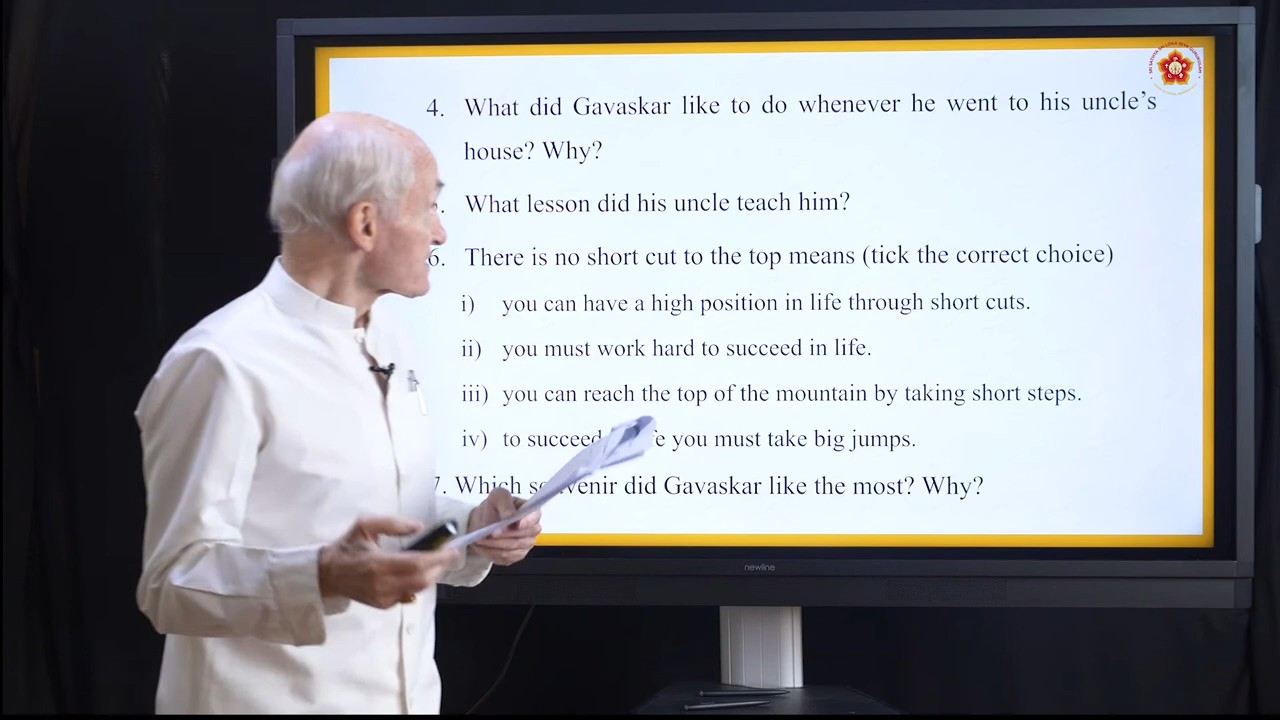 4. What did Gavaskar like to do whenever he went to his uncle's
house? Why?
What lesson did his uncle teach him?
6. There is no short cut to the top means (tick the correct choice)
i) you can have a high position in life through short cuts.
ii) you must work hard to succeed in life.
iii) you can reach the top of the mountain by taking short steps.
iv) to succeed you must take big jumps.
7. Which souvenir did Gavaskar like the most? Why?
newline